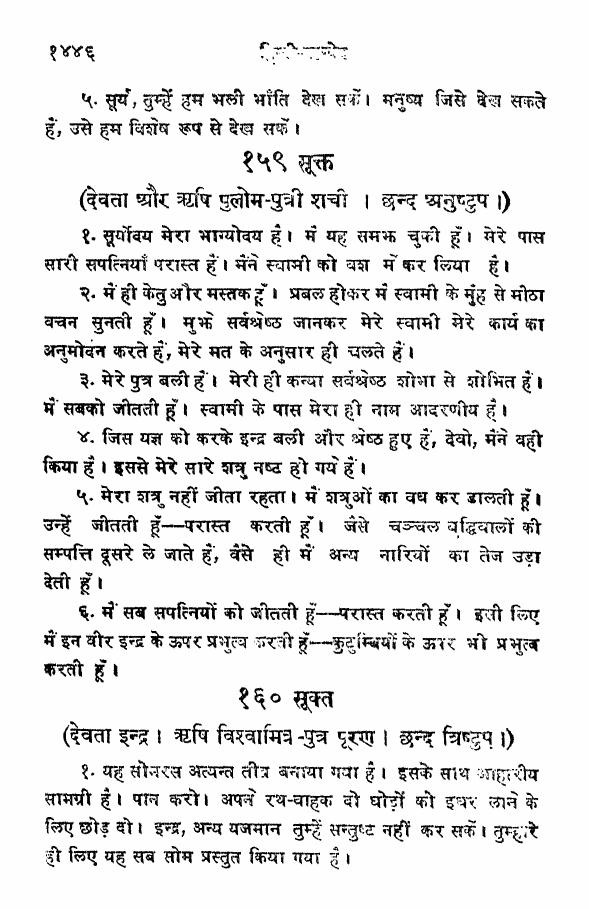 १४४६ हिन्दी-ऋग्वेद
५. सूर्य, तुम्हें हम भली भाँति देख सकें। मनुष्य जिसे देख सकते
हैं, उसे हम विशेष रूप से देख सकें।
१५९ सूक्त
(देवता और ऋषि पुलोम-पुत्री शची । छन्द अनुष्टुप ।)
१. सूर्योदय मेरा भाग्योदय है। मैं यह समझ चुकी हूँ। मेरे पास
सारी सपत्नियाँ परास्त हैं। मैंने स्वामी को वश में कर लिया है।
२. मैं ही केतु और मस्तक हूँ। प्रबल होकर मैं स्वामी के मुंह से मीठा
वचन सुनती हूँ। मुझे सर्वश्रेष्ठ जानकर मेरे स्वामी मेरे कार्य का
अनुमोदन करते हैं, मेरे मत के अनुसार ही चलते हैं।
३. मेरे पुत्र बली हैं। मेरी ही कन्या सर्वश्रेष्ठ शोभा से शोभित है।
मैं सबको जीतती हूँ। स्वामी के पास मेरा ही नाम आदरणीय है।
४. जिस यज्ञ को करके इन्द्र बली और श्रेष्ठ हुए हैं, देवो, मैंने वही
किया है। इससे मेरे सारे शत्रु नष्ट हो गये हैं।
५. मेरा शत्रु नहीं जीता रहता। मैं शत्रुओं का वध कर डालती हूँ।
उन्हें जीतती हूँ—परास्त करती हूँ। जैसे चञ्चल बुद्धिवालों की
सम्पत्ति दूसरे ले जाते हैं, वैसे ही मैं अन्य नारियों का तेज उड़ा
देती हूँ।
६. मैं सब सपत्नियों को जीतती हूँ—परास्त करती हूँ। इसी लिए
मैं इन वीर इन्द्र के ऊपर प्रभुत्व करती हूँ—कुटुम्बियों के ऊपर भी प्रभुत्व
करती हूँ।
१६० सूक्त
(देवता इन्द्र। ऋषि विश्वामित्र-पुत्र पूरण। छन्द त्रिष्टुप।)
१. यह सोमरस अत्यन्त तीव्र बनाया गया है। इसके साथ आहारीय
सामग्री है। पान करो। अपने रथ-वाहक दो घोड़ों को इधर लाने के
लिए छोड़ दो। इन्द्र, अन्य यजमान तुम्हें सन्तुष्ट नहीं कर सकें। तुम्हारे
ही लिए यह सब सोम प्रस्तुत किया गया है।